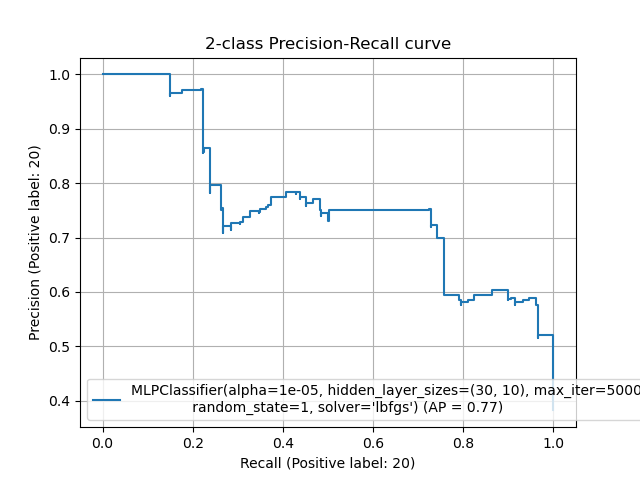 2-class Precision-Recall curve
1.0
0.9
0.8
0.7
0.6
0.5
0.4
Precision (Positive label: 20)
MLPClassifier(alpha=1e-05, hidden_layer_sizes=(30, 10), max_iter=5000
random_state=1, solver='lbfgs') (AP = 0.77)
0.0 0.2 0.4 0.6 0.8 1.0
Recall (Positive label: 20)